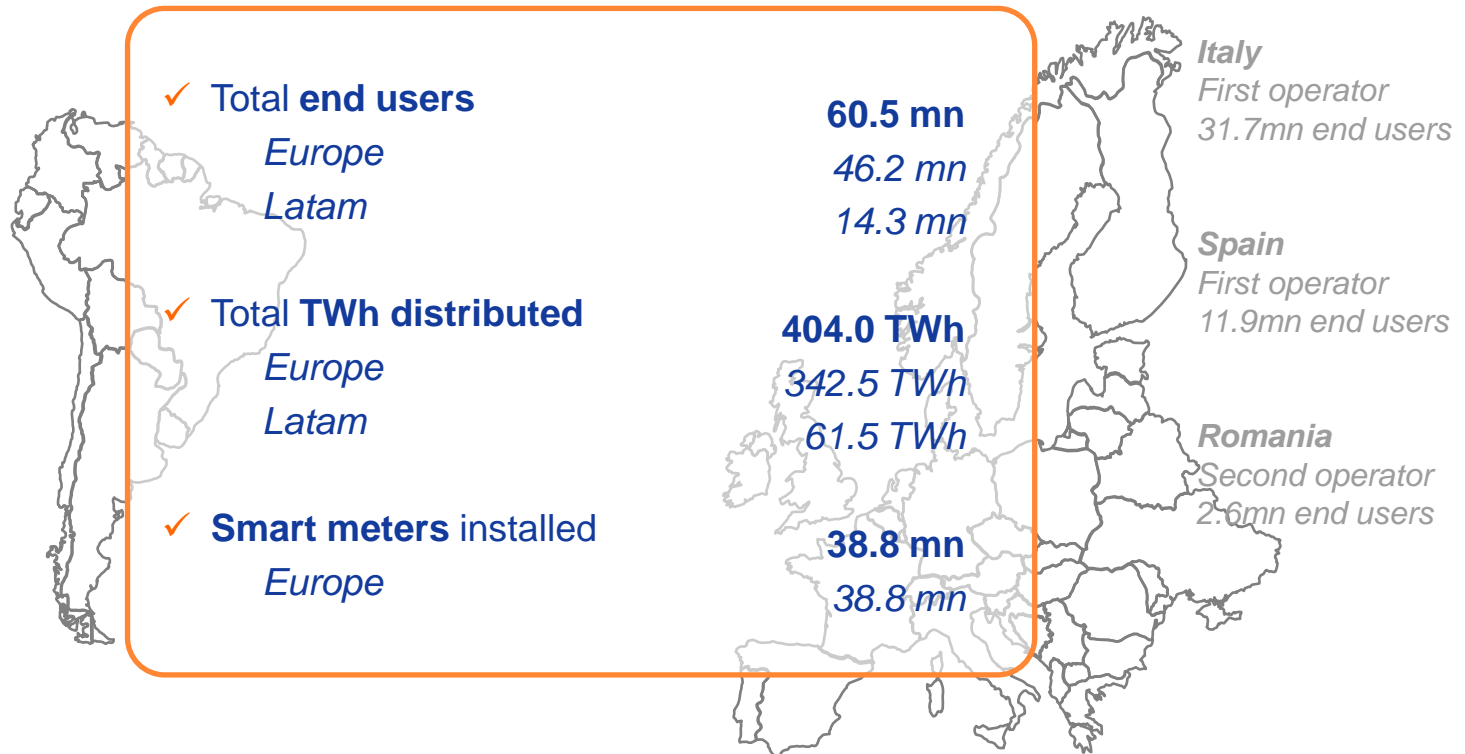 ✓ Total end users 60.5 mn
Europe 46.2 mn
Latam 14.3 mn
✓ Total TWh distributed 404.0 TWh
Europe 342.5 TWh
Latam 61.5 TWh
✓ Smart meters installed 38.8 mn
Europe 38.8 mn
Italy
First operator
31.7mn end users
Spain
First operator
11.9mn end users
Romania
Second operator
2.6mn end users